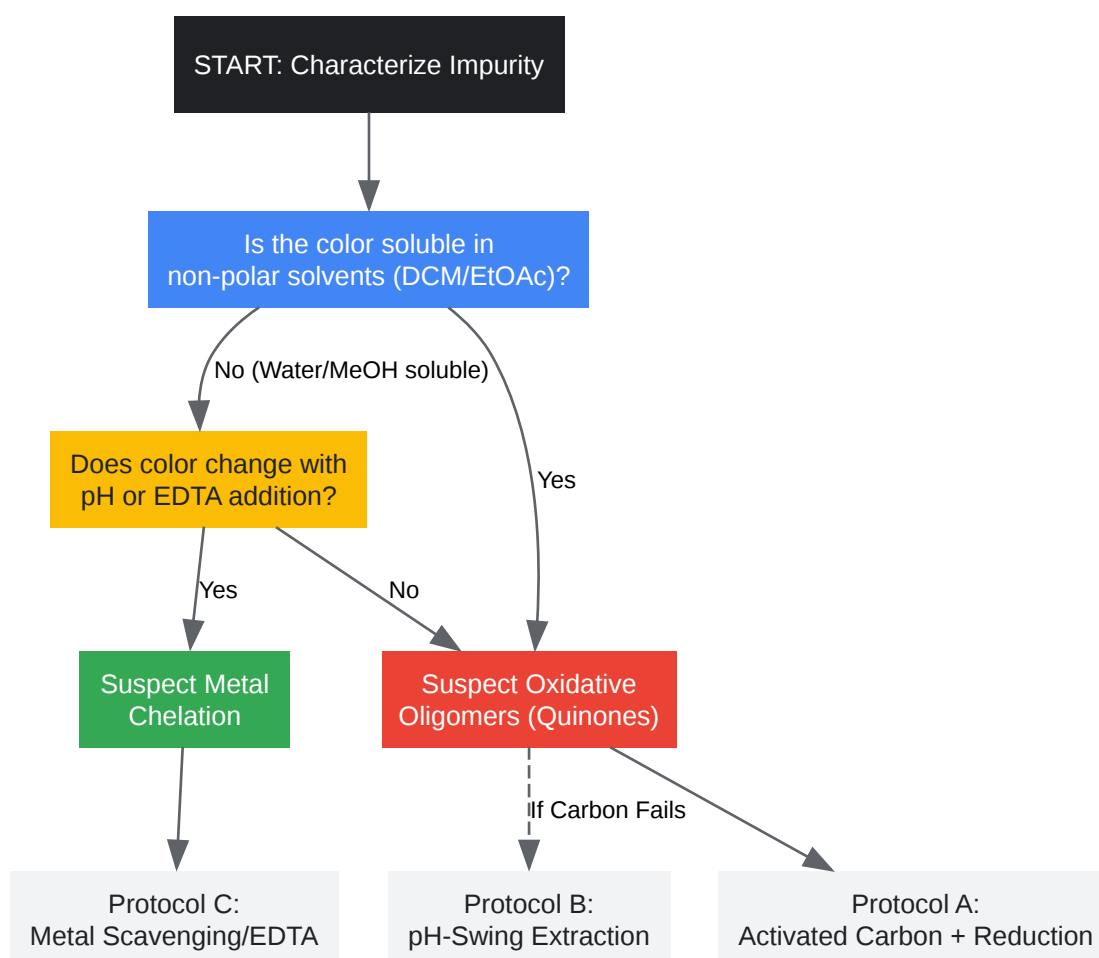 START: Characterize Impurity
Is the color soluble in
non-polar solvents (DCM/EtOAc)?
No (Water/MeOH soluble)
Does color change with
pH or EDTA addition?
Yes
Yes
No
Suspect Metal
Chelation
Suspect Oxidative
Oligomers (Quinones)
If Carbon Fails
Protocol C:
Metal Scavenging/EDTA
Protocol B:
pH-Swing Extraction
Protocol A:
Activated Carbon + Reduction